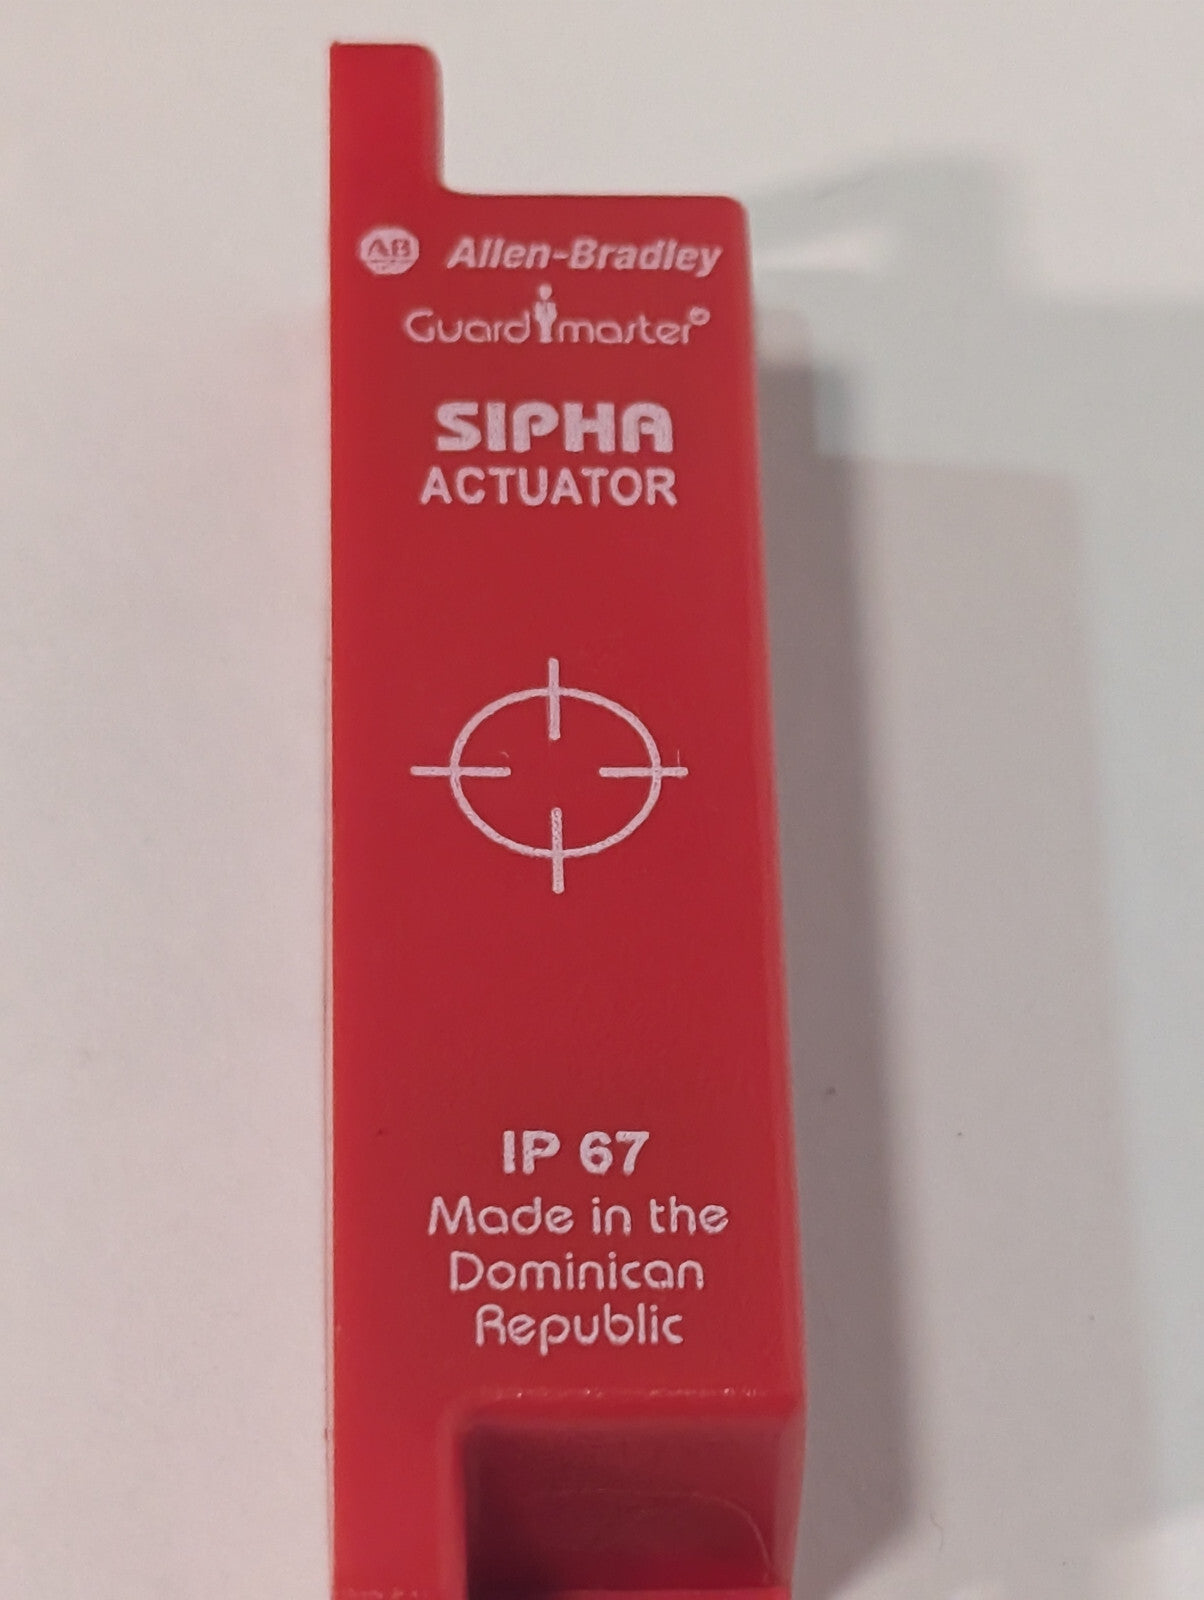 AB Allen-Bradley
Guardmaster®
SIPHA
ACTUATOR
IP 67
Made in the
Dominican
Republic